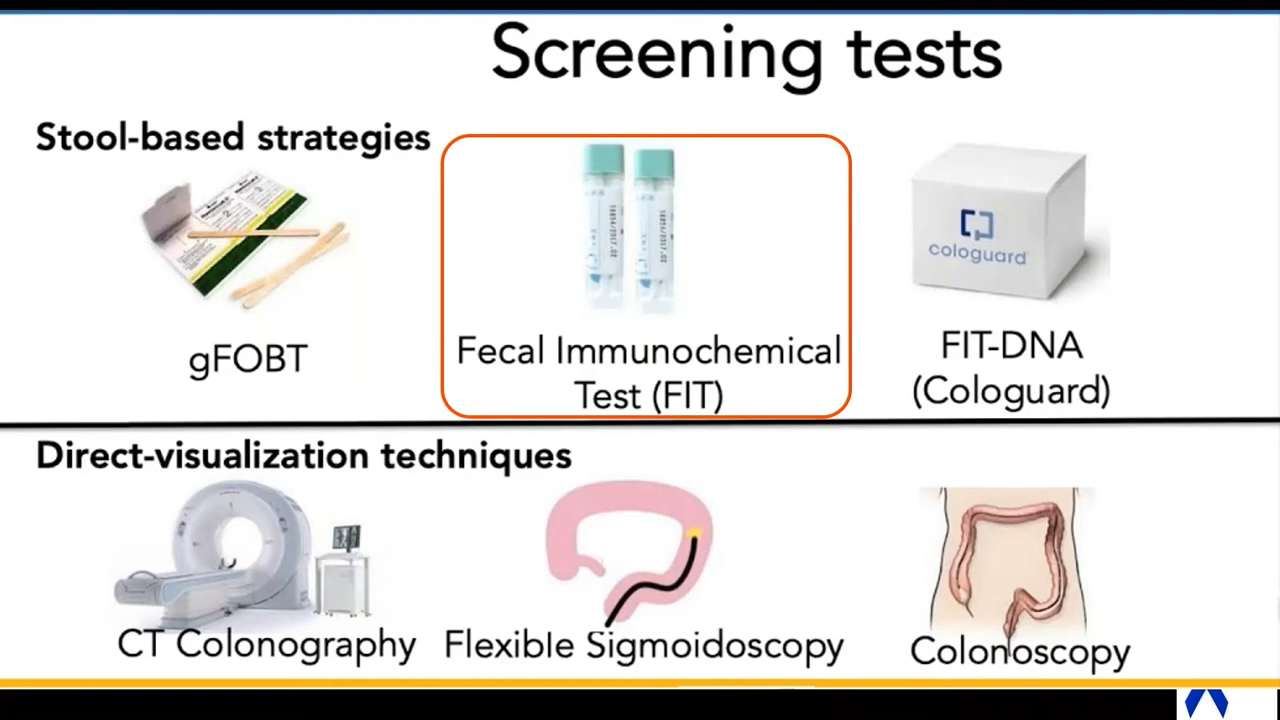 Screening tests
Stool-based strategies
cologuard
gFOBT
Fecal Immunochemical
Test (FIT)
FIT-DNA
(Cologuard)
Direct-visualization techniques
CT Colonography
Flexible Sigmoidoscopy
Colonoscopy